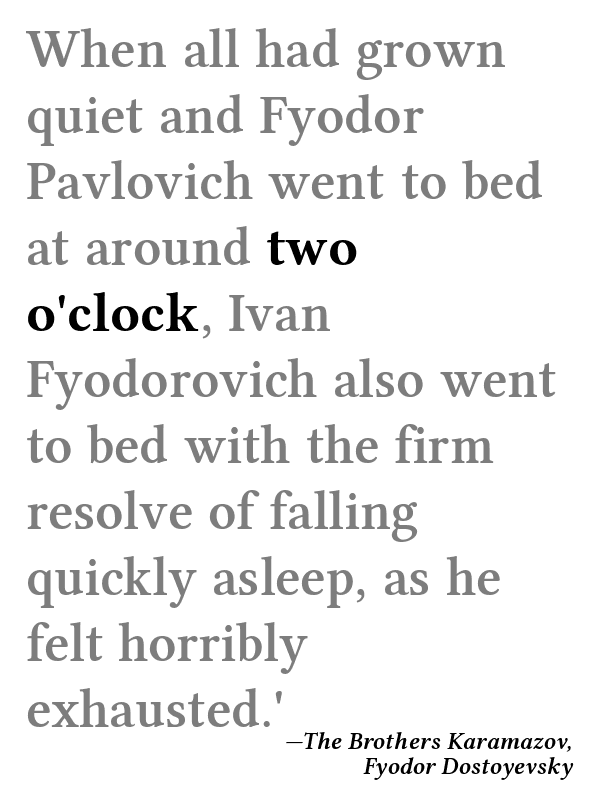 When all had grown
quiet and Fyodor
Pavlovich went to bed
at around two
o'clock, Ivan
Fyodorovich also went
to bed with the firm
resolve of falling
quickly asleep, as he
felt horribly
exhausted.'
—The Brothers Karamazov,
Fyodor Dostoyevsky